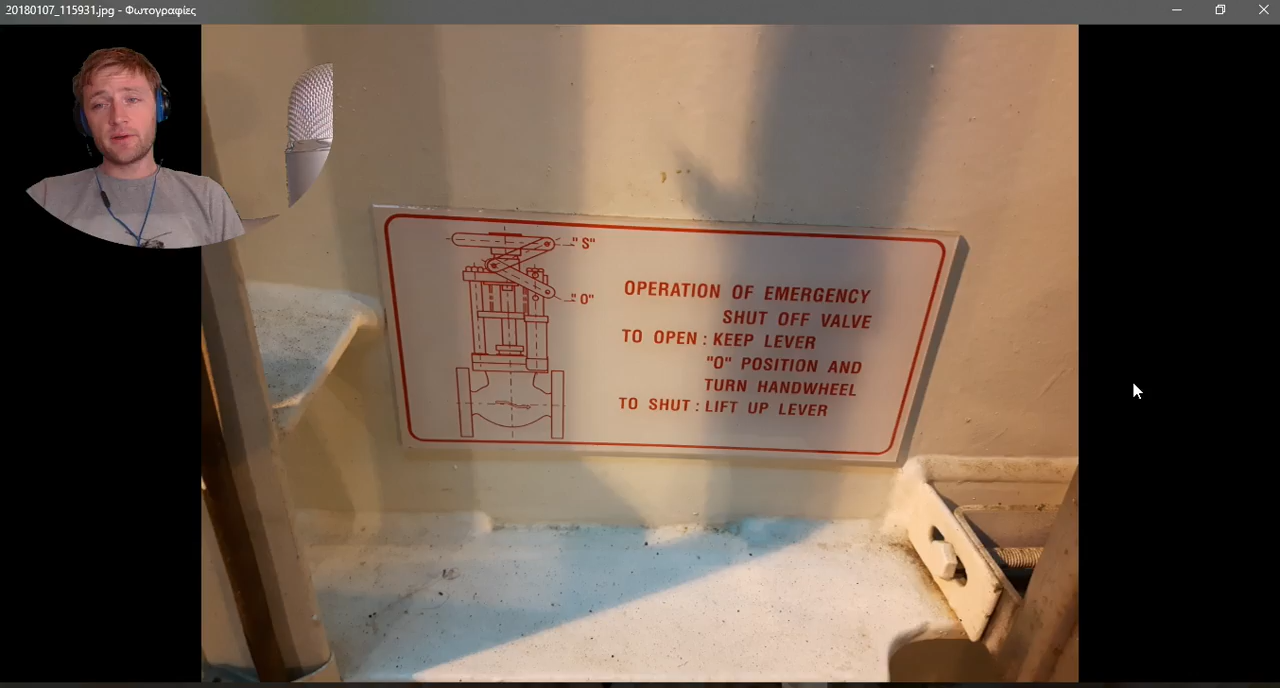 20180107_115931.jpg - Φωτογραφίες
"S"
"O"
OPERATION OF EMERGENCY
SHUT OFF VALVE
TO OPEN : KEEP LEVER
"O" POSITION AND
TURN HANDWHEEL
TO SHUT : LIFT UP LEVER